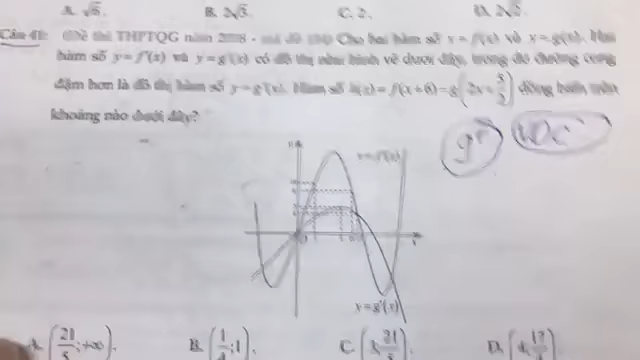 A. √6. B. 2√3. C. 2. D. 2√2.
Câu 41: (Đề thi THPTQG năm 2018 - mã đề 104) Cho hai hàm số y = f(x) và y = g(x). Hai
hàm số y = f'(x) và y = g'(x) có đồ thị như hình vẽ dưới đây, trong đó đường cong
đậm hơn là đồ thị hàm số y = g'(x). Hàm số h(x) = f(x+6) - g(2x + 5/2) đồng biến trên
khoảng nào dưới đây?
y = f'(x)
y = g'(x)
A. (21/5; +∞). B. (1/4; 1). C. (3; 21/5). D. (4; 17/